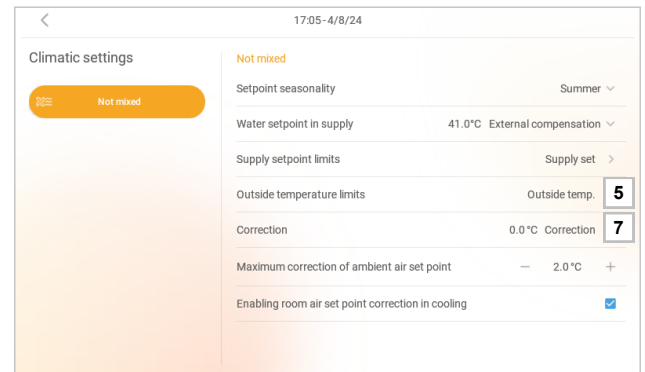 17:05-4/8/24
Climatic settings
Not mixed
Not mixed
Setpoint seasonality Summer
Water setpoint in supply 41.0°C External compensation
Supply setpoint limits Supply set
Outside temperature limits Outside temp. 5
Correction 0.0°C Correction 7
Maximum correction of ambient air set point — 2.0°C +
Enabling room air set point correction in cooling